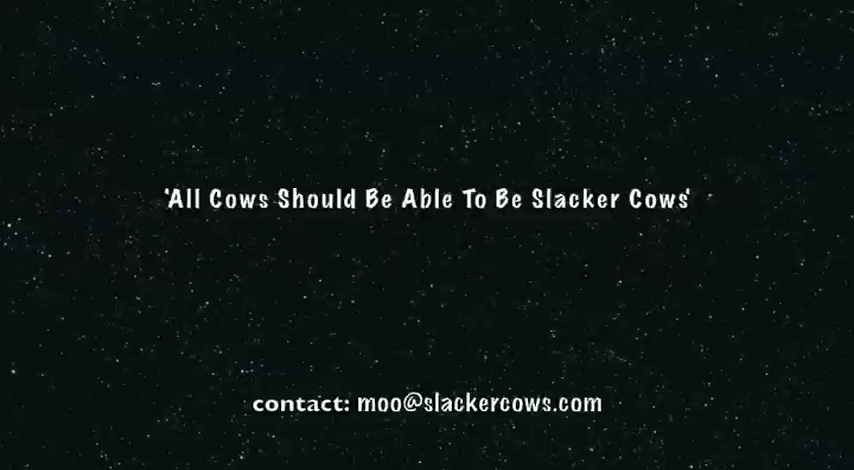 'All Cows Should Be Able To Be Slacker Cows'
contact: moo@slackercows.com